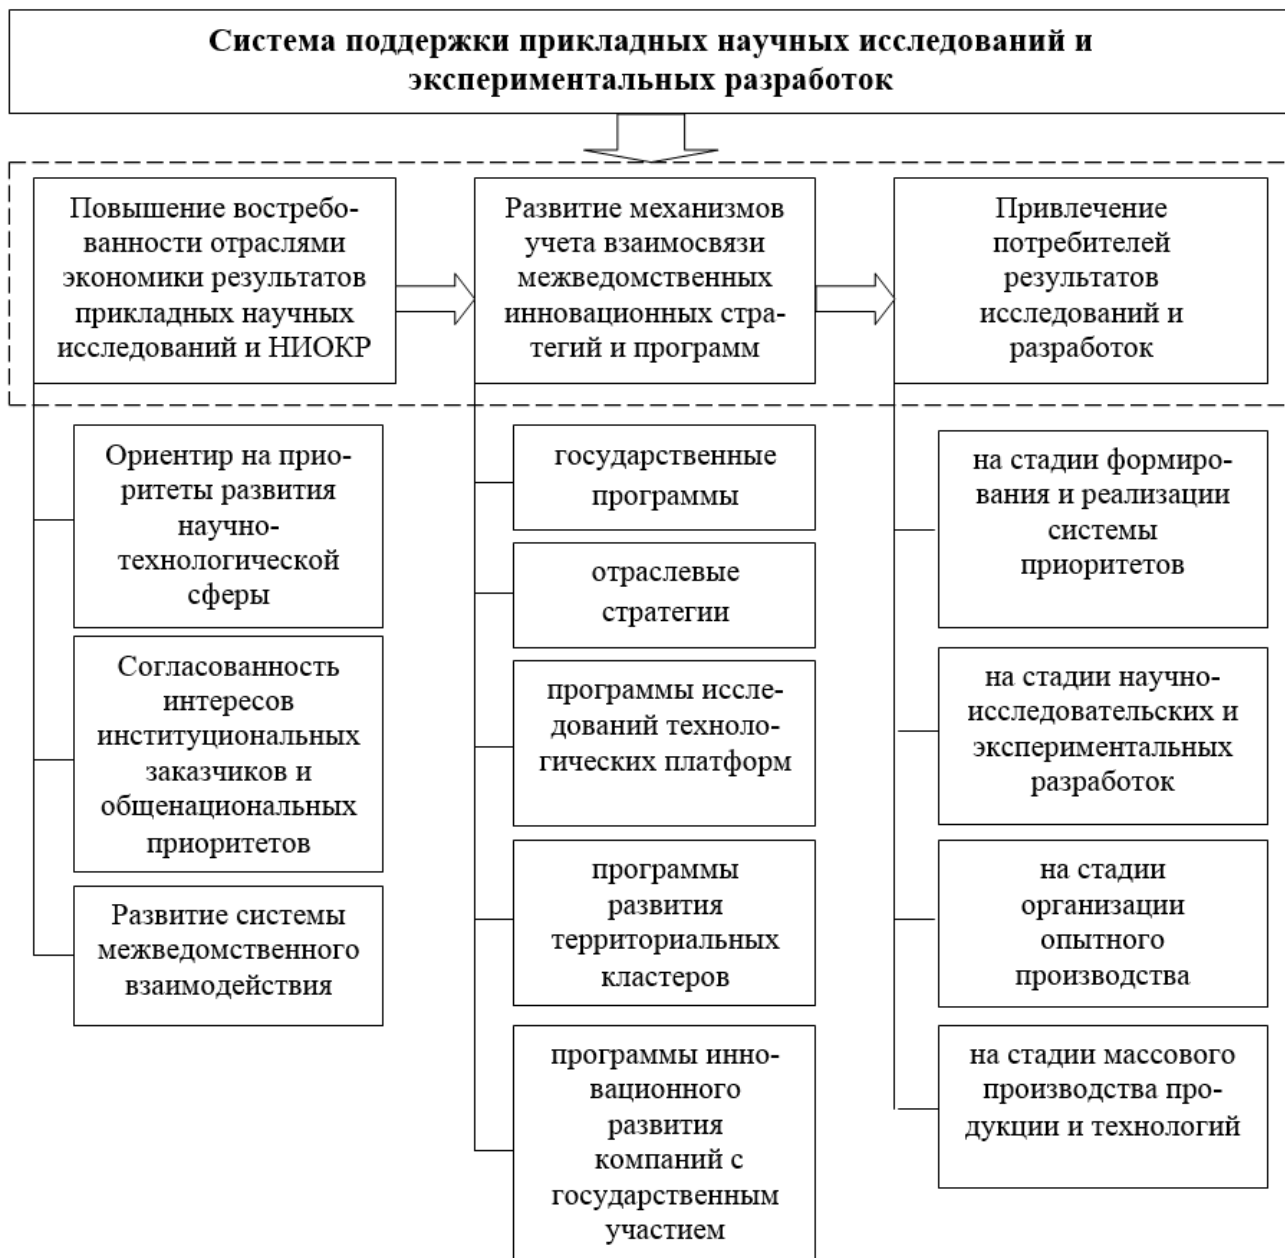 Система поддержки прикладных научных исследований и
экспериментальных разработок
Повышение востребо-
ванности отраслями
экономики результатов
прикладных научных
исследований и НИОКР
Развитие механизмов
учета взаимосвязи
межведомственных
инновационных стра-
тегий и программ
Привлечение
потребителей
результатов
исследований и
разработок
Ориентир на прио-
ритеты развития
научно-
технологической
сферы
Согласованность
интересов
институциональных
заказчиков и
общенациональных
приоритетов
Развитие системы
межведомственного
взаимодействия
государственные
программы
отраслевые
стратегии
программы иссле-
дований техноло-
гических платформ
программы
развития
территориальных
кластеров
программы инно-
вационного
развития
компаний с
государственным
участием
на стадии формиро-
вания и реализации
системы
приоритетов
на стадии научно-
исследовательских и
экспериментальных
разработок
на стадии
организации
опытного
производства
на стадии массового
производства про-
дукции и технологий